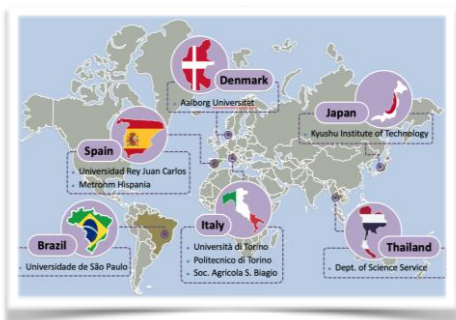 Denmark
Aalborg Universitet
Japan
Kyushu Institute of Technology
Spain
Universidad Rey Juan Carlos
Metrohm Hispania
Italy
Università di Torino
Politecnico di Torino
Soc. Agricola S. Biagio
Brazil
Universidade de São Paulo
Thailand
Dept. of Science Service